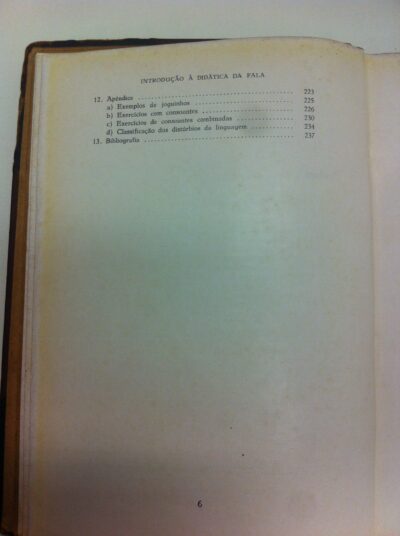 INTRODUÇÃO À DIDÁTICA DA FALA
12. Apêndice ........................................ 223
a) Exemplos de joguinhos ........................... 225
b) Exercícios com consoantes ........................ 226
c) Exercícios de consoantes combinadas ............... 230
d) Classificação dos distúrbios da linguagem ............ 234
13. Bibliografia ...................................... 237
6